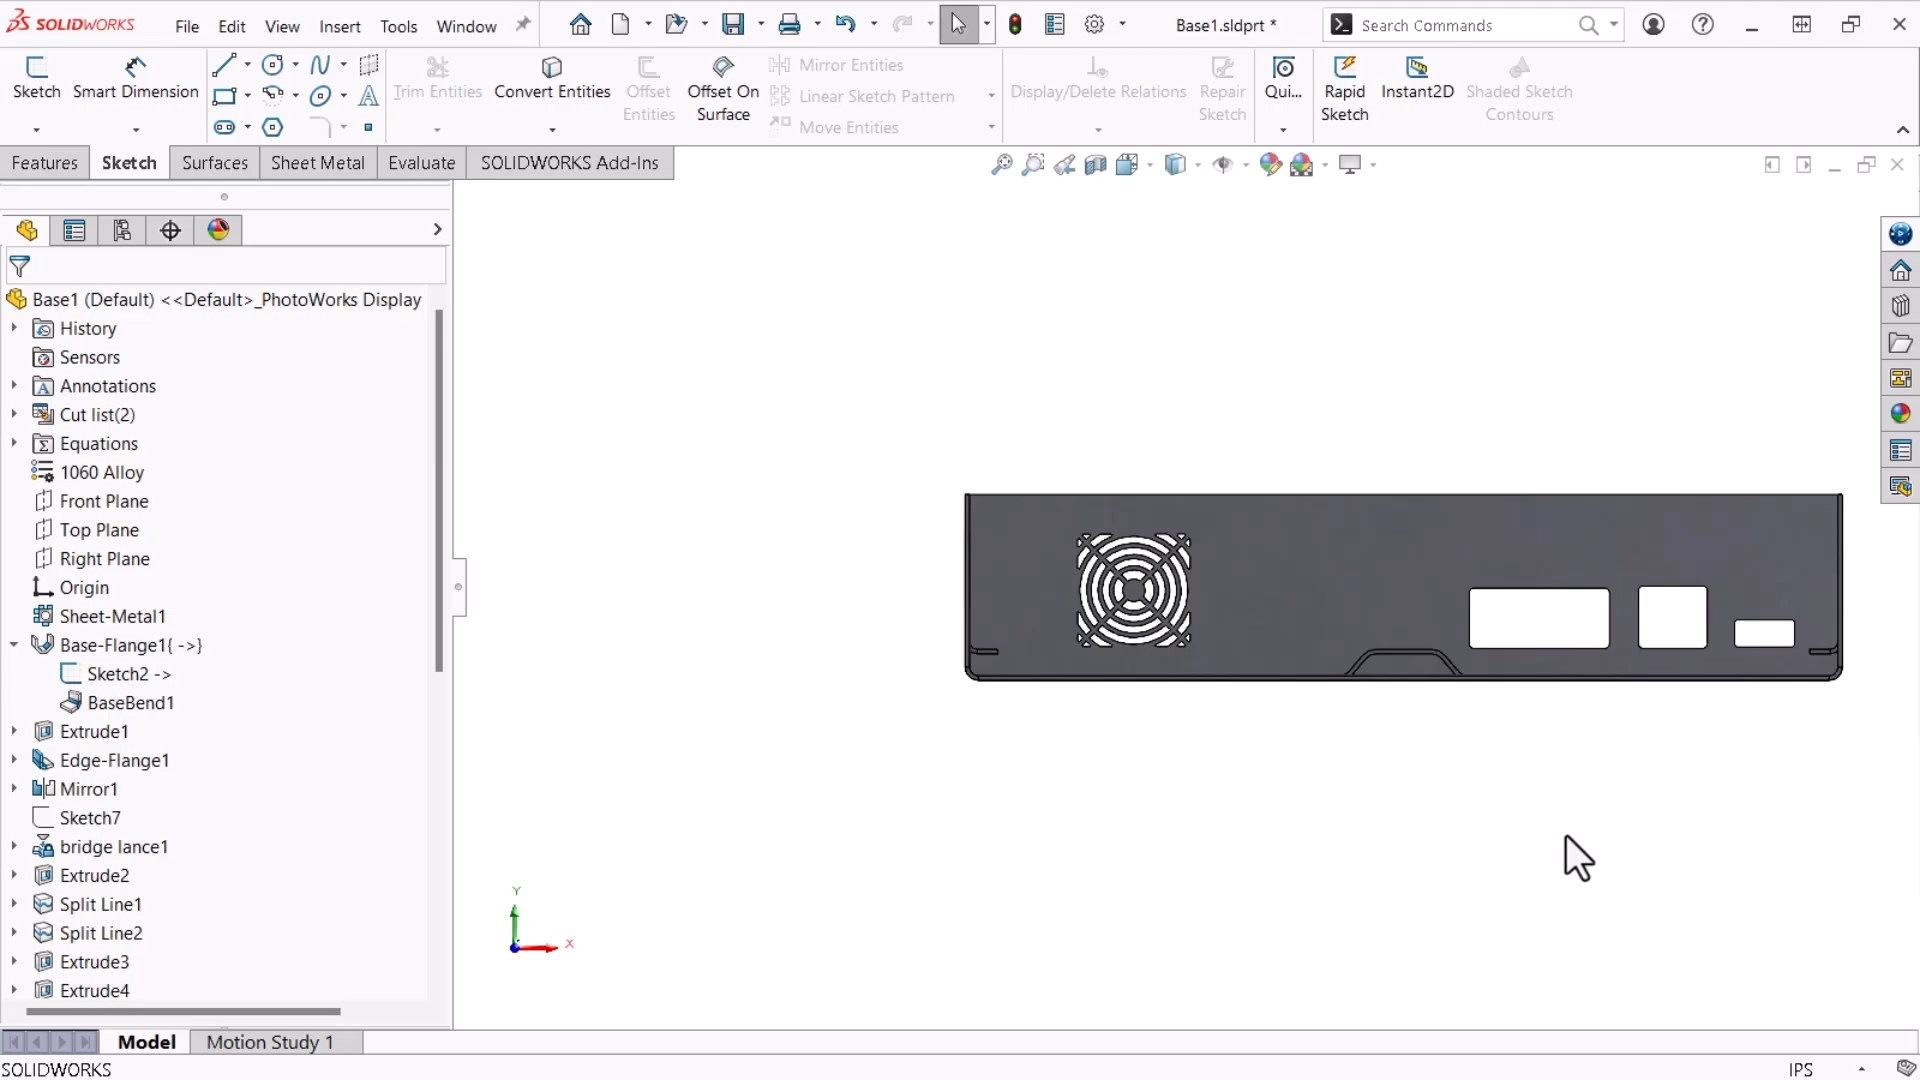 SOLIDWORKS File Edit View Insert Tools Window Base1.sldprt * Search Commands
Sketch Smart Dimension Trim Entities Convert Entities Offset Entities Offset On Surface Mirror Entities Linear Sketch Pattern Move Entities Display/Delete Relations Repair Sketch Qui... Rapid Sketch Instant2D Shaded Sketch Contours
Features Sketch Surfaces Sheet Metal Evaluate SOLIDWORKS Add-Ins
Base1 (Default) <<Default>_PhotoWorks Display
History
Sensors
Annotations
Cut list(2)
Equations
1060 Alloy
Front Plane
Top Plane
Right Plane
Origin
Sheet-Metal1
Base-Flange1{ ->}
Sketch2 ->
BaseBend1
Extrude1
Edge-Flange1
Mirror1
Sketch7
bridge lance1
Extrude2
Split Line1
Split Line2
Extrude3
Extrude4
Y
X
Model Motion Study 1
SOLIDWORKS IPS